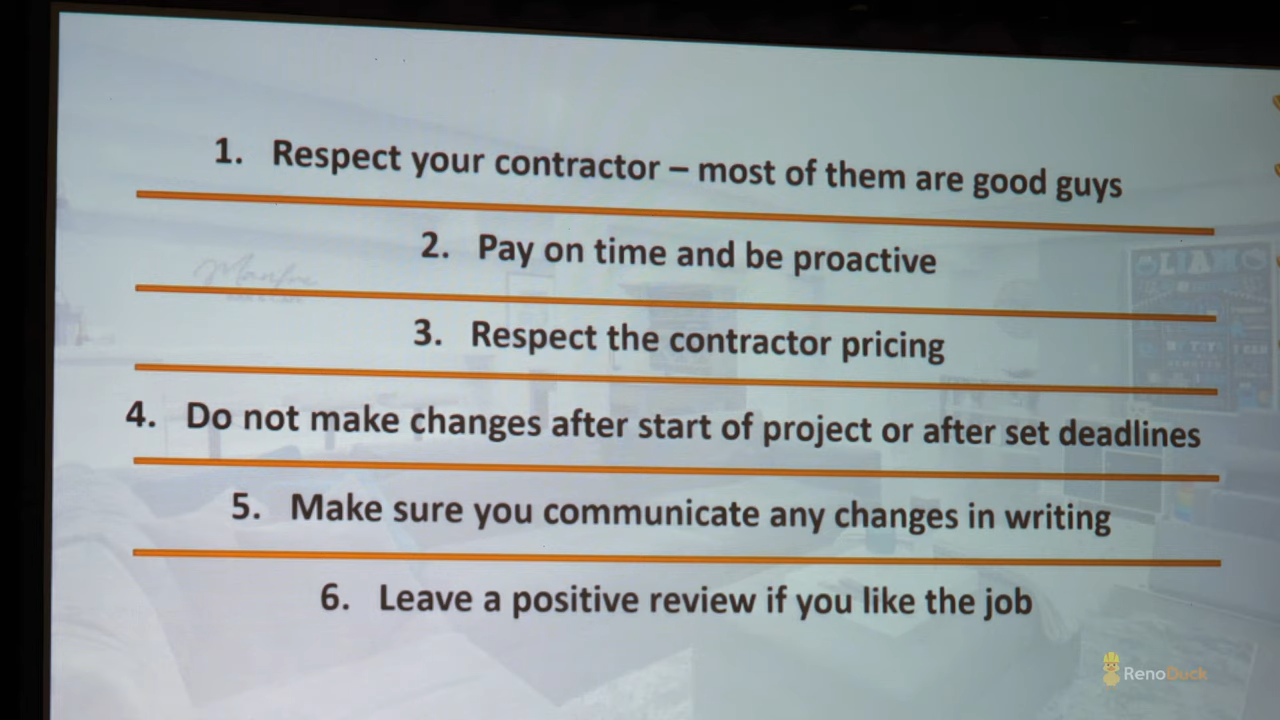 1. Respect your contractor – most of them are good guys
2. Pay on time and be proactive
3. Respect the contractor pricing
4. Do not make changes after start of project or after set deadlines
5. Make sure you communicate any changes in writing
6. Leave a positive review if you like the job
RenoDuck